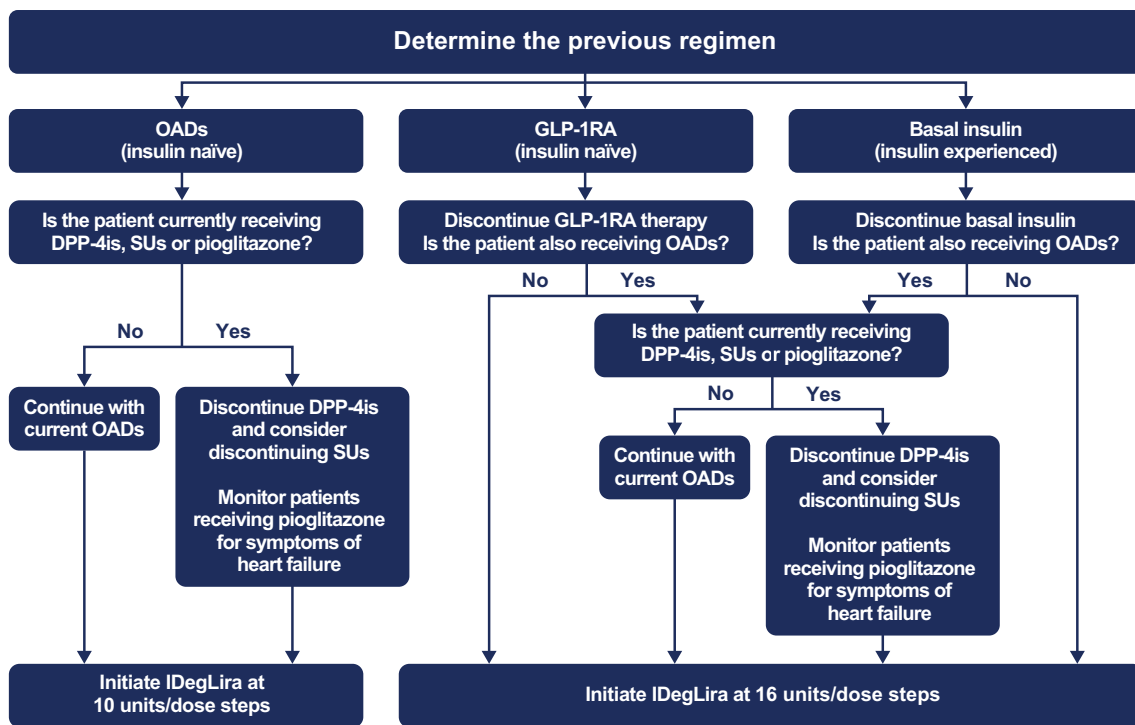 Determine the previous regimen
OADs
(insulin naïve)
GLP-1RA
(insulin naïve)
Basal insulin
(insulin experienced)
Is the patient currently receiving
DPP-4is, SUs or pioglitazone?
Discontinue GLP-1RA therapy
Is the patient also receiving OADs?
Discontinue basal insulin
Is the patient also receiving OADs?
No
Yes
Yes
No
Is the patient currently receiving
DPP-4is, SUs or pioglitazone?
No
Yes
No
Yes
Continue with
current OADs
Discontinue DPP-4is
and consider
discontinuing SUs
Monitor patients
receiving pioglitazone
for symptoms of
heart failure
Continue with
current OADs
Discontinue DPP-4is
and consider
discontinuing SUs
Monitor patients
receiving pioglitazone
for symptoms of
heart failure
Initiate IDegLira at
10 units/dose steps
Initiate IDegLira at 16 units/dose steps